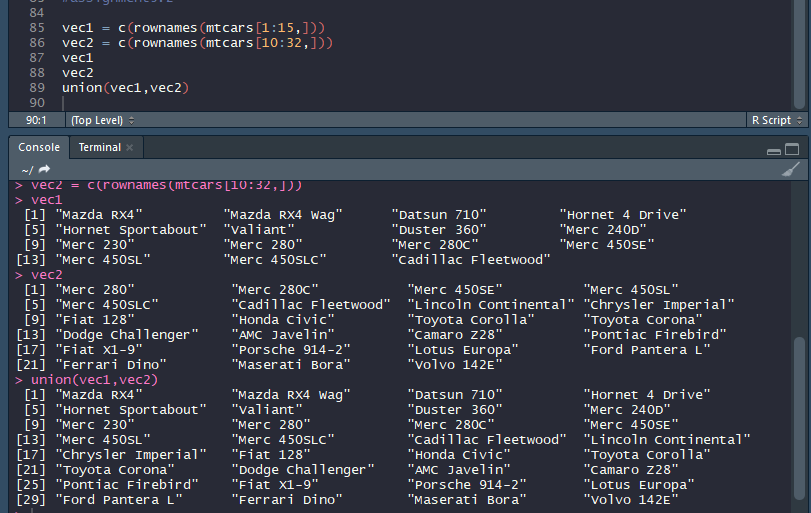 84
85 vec1 = c(rownames(mtcars[1:15,]))
86 vec2 = c(rownames(mtcars[10:32,]))
87 vec1
88 vec2
89 union(vec1,vec2)
90
90:1 (Top Level) R Script
Console Terminal ×
~/
> vec2 = c(rownames(mtcars[10:32,]))
> vec1
[1] "Mazda RX4" "Mazda RX4 Wag" "Datsun 710" "Hornet 4 Drive"
[5] "Hornet Sportabout" "Valiant" "Duster 360" "Merc 240D"
[9] "Merc 230" "Merc 280" "Merc 280C" "Merc 450SE"
[13] "Merc 450SL" "Merc 450SLC" "Cadillac Fleetwood"
> vec2
[1] "Merc 280" "Merc 280C" "Merc 450SE" "Merc 450SL"
[5] "Merc 450SLC" "Cadillac Fleetwood" "Lincoln Continental" "Chrysler Imperial"
[9] "Fiat 128" "Honda Civic" "Toyota Corolla" "Toyota Corona"
[13] "Dodge Challenger" "AMC Javelin" "Camaro Z28" "Pontiac Firebird"
[17] "Fiat X1-9" "Porsche 914-2" "Lotus Europa" "Ford Pantera L"
[21] "Ferrari Dino" "Maserati Bora" "Volvo 142E"
> union(vec1,vec2)
[1] "Mazda RX4" "Mazda RX4 Wag" "Datsun 710" "Hornet 4 Drive"
[5] "Hornet Sportabout" "Valiant" "Duster 360" "Merc 240D"
[9] "Merc 230" "Merc 280" "Merc 280C" "Merc 450SE"
[13] "Merc 450SL" "Merc 450SLC" "Cadillac Fleetwood" "Lincoln Continental"
[17] "Chrysler Imperial" "Fiat 128" "Honda Civic" "Toyota Corolla"
[21] "Toyota Corona" "Dodge Challenger" "AMC Javelin" "Camaro Z28"
[25] "Pontiac Firebird" "Fiat X1-9" "Porsche 914-2" "Lotus Europa"
[29] "Ford Pantera L" "Ferrari Dino" "Maserati Bora" "Volvo 142E"